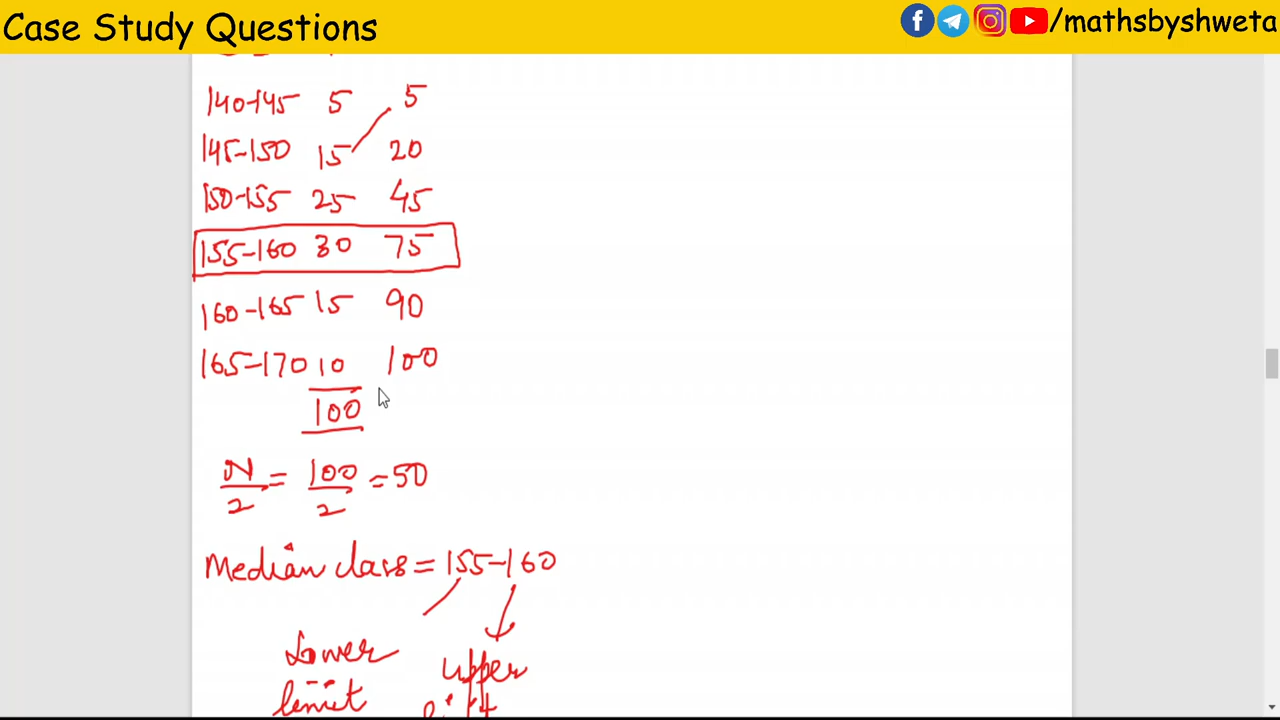 Case Study Questions
/mathsbyshweta
140-145 5 5
145-150 15 20
150-155 25 45
155-160 30 75
160-165 15 90
165-170 10 100
100
N/2 = 100/2 = 50
Median class = 155-160
Lower upper
limit